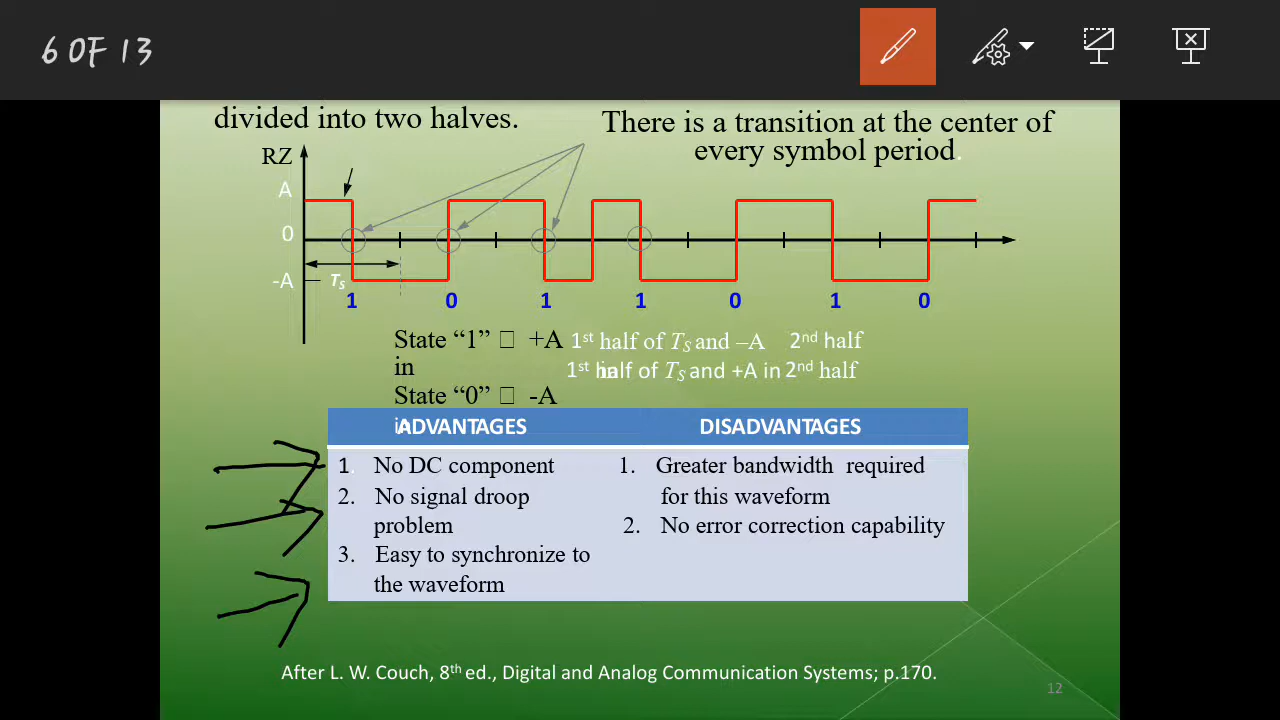 6 OF 13
divided into two halves.
There is a transition at the center of
every symbol period.
RZ
A
0
-A
Ts
1 0 1 1 0 1 0
State “1” □ +A 1st half of TS and –A 2nd half
in
1st half of TS and +A in 2nd half
in
State “0” □ -A
in
ADVANTAGES
DISADVANTAGES
1. No DC component
2. No signal droop
problem
3. Easy to synchronize to
the waveform
1. Greater bandwidth required
for this waveform
2. No error correction capability
After L. W. Couch, 8th ed., Digital and Analog Communication Systems; p.170.
12